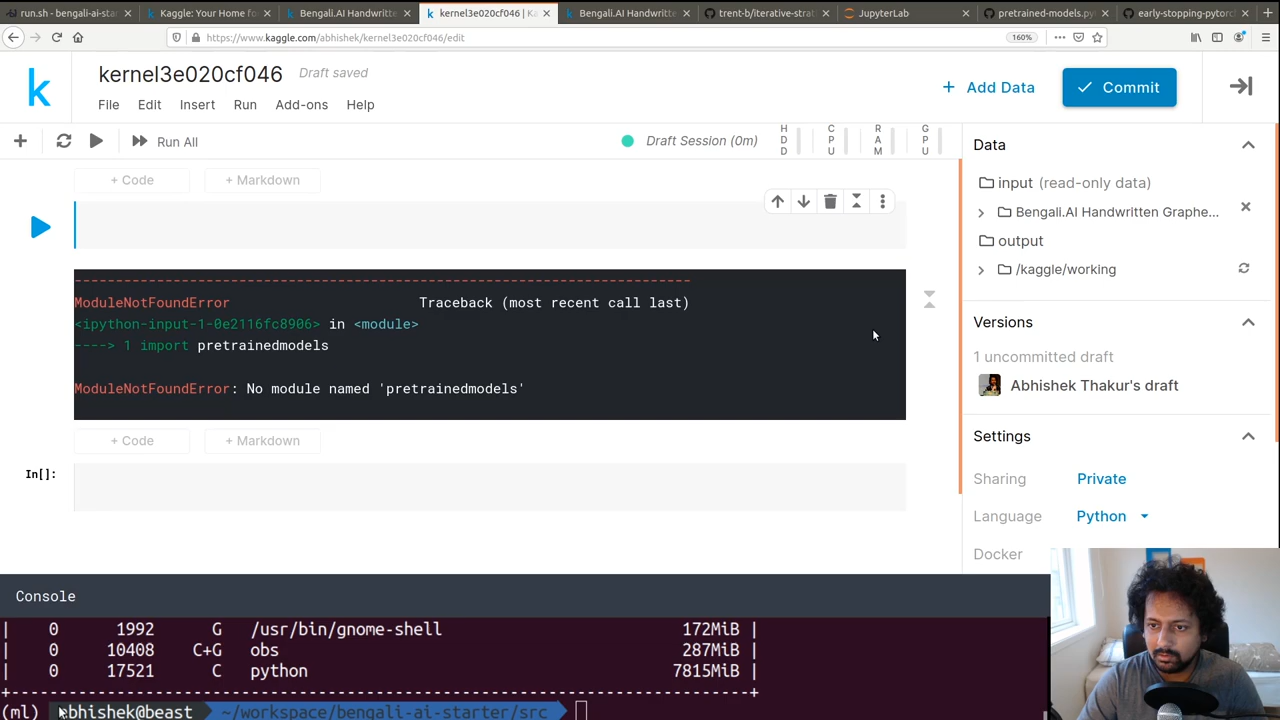 run.sh - bengali-ai-star
Kaggle: Your Home fo
Bengali.AI Handwritte
kernel3e020cf046 | Ka
Bengali.AI Handwritte
trent-b/iterative-strati
JupyterLab
pretrained-models.py
early-stopping-pytorc
https://www.kaggle.com/abhishek/kernel3e020cf046/edit
160%
kernel3e020cf046
Draft saved
+ Add Data
Commit
File Edit Insert Run Add-ons Help
Run All
Draft Session (0m)
HDD
CPU
RAM
GPU
+ Code
+ Markdown
---------------------------------------------------------------------------
ModuleNotFoundError Traceback (most recent call last)
<ipython-input-1-0e2116fc8906> in <module>
----> 1 import pretrainedmodels
ModuleNotFoundError: No module named 'pretrainedmodels'
+ Code
+ Markdown
In[]:
Data
input (read-only data)
Bengali.AI Handwritten Graphe...
output
/kaggle/working
Versions
1 uncommitted draft
Abhishek Thakur's draft
Settings
Sharing Private
Language Python
Docker
Console
| 0 1992 G /usr/bin/gnome-shell 172MiB |
| 0 10408 C+G obs 287MiB |
| 0 17521 C python 7815MiB |
+-----------------------------------------------------------------------------+
(ml) abhishek@beast ~/workspace/bengali-ai-starter/src